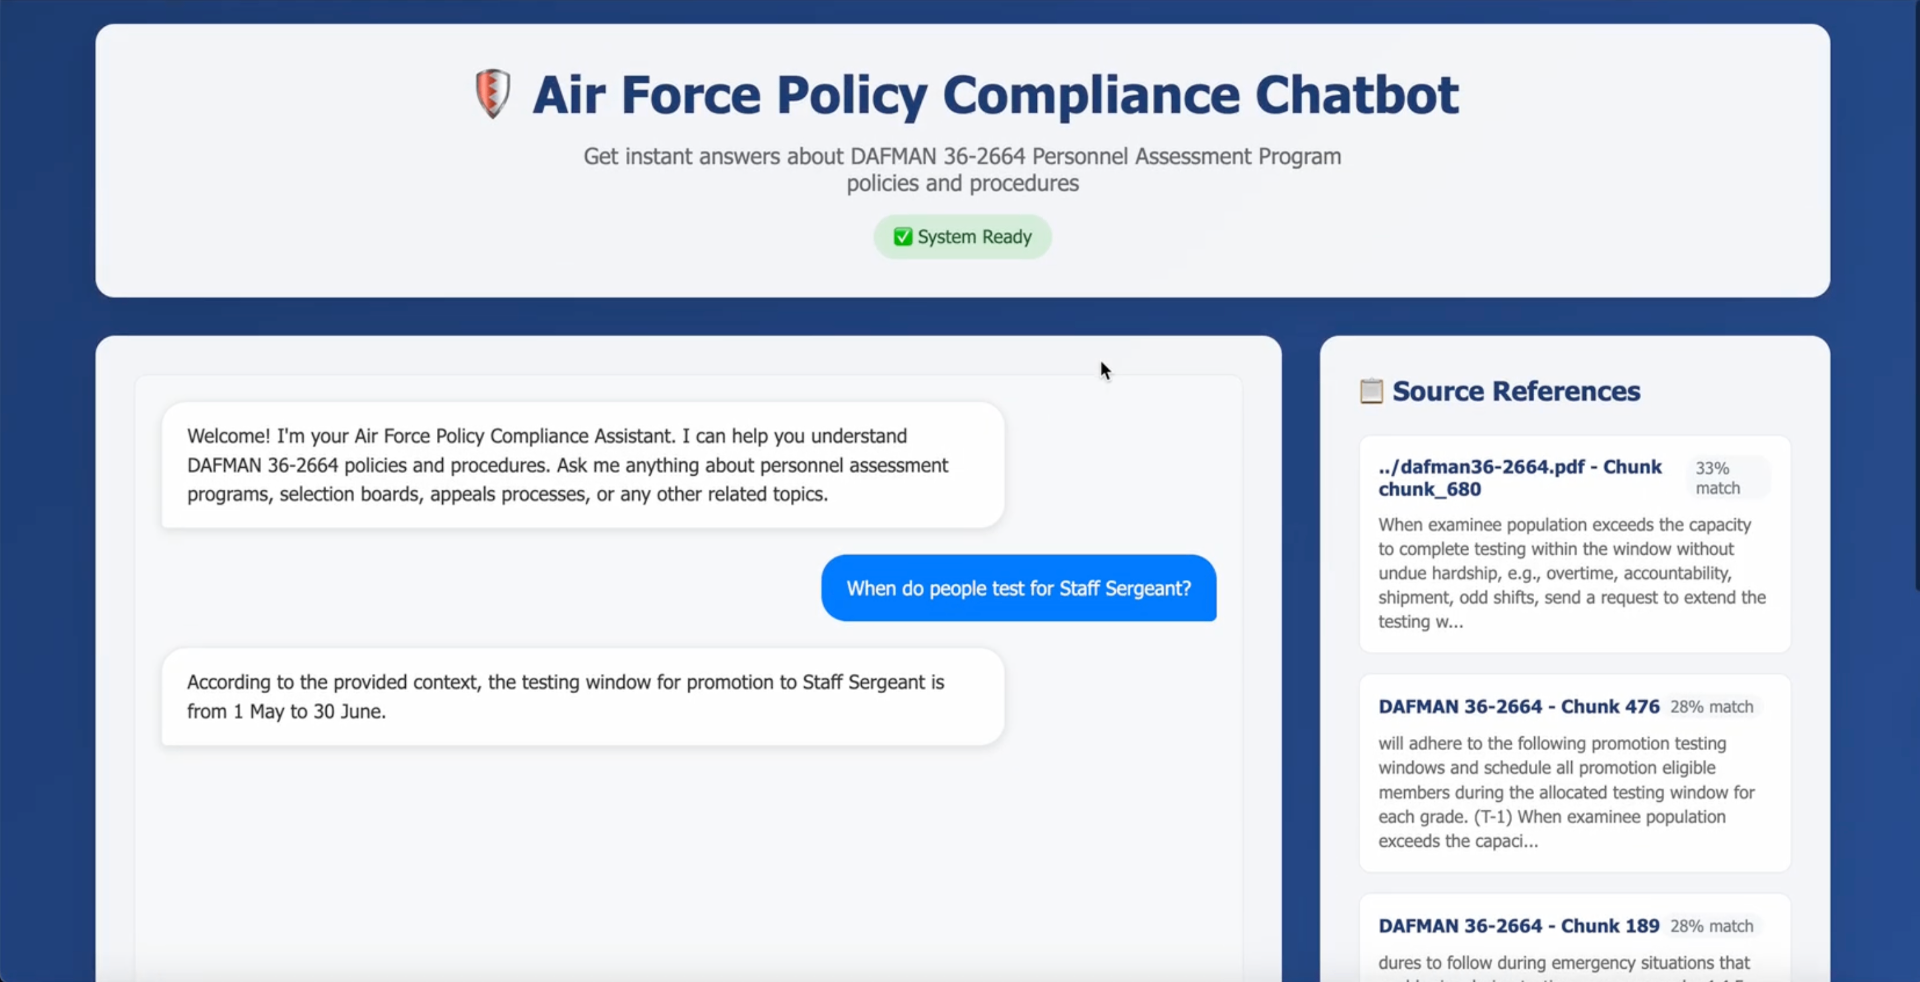 Air Force Policy Compliance Chatbot
Get instant answers about DAFMAN 36-2664 Personnel Assessment Program
policies and procedures
System Ready
Welcome! I'm your Air Force Policy Compliance Assistant. I can help you understand
DAFMAN 36-2664 policies and procedures. Ask me anything about personnel assessment
programs, selection boards, appeals processes, or any other related topics.
When do people test for Staff Sergeant?
According to the provided context, the testing window for promotion to Staff Sergeant is
from 1 May to 30 June.
Source References
../dafman36-2664.pdf - Chunk
chunk_680
33%
match
When examinee population exceeds the capacity
to complete testing within the window without
undue hardship, e.g., overtime, accountability,
shipment, odd shifts, send a request to extend the
testing w...
DAFMAN 36-2664 - Chunk 476 28% match
will adhere to the following promotion testing
windows and schedule all promotion eligible
members during the allocated testing window for
each grade. (T-1) When examinee population
exceeds the capaci...
DAFMAN 36-2664 - Chunk 189 28% match
dures to follow during emergency situations that